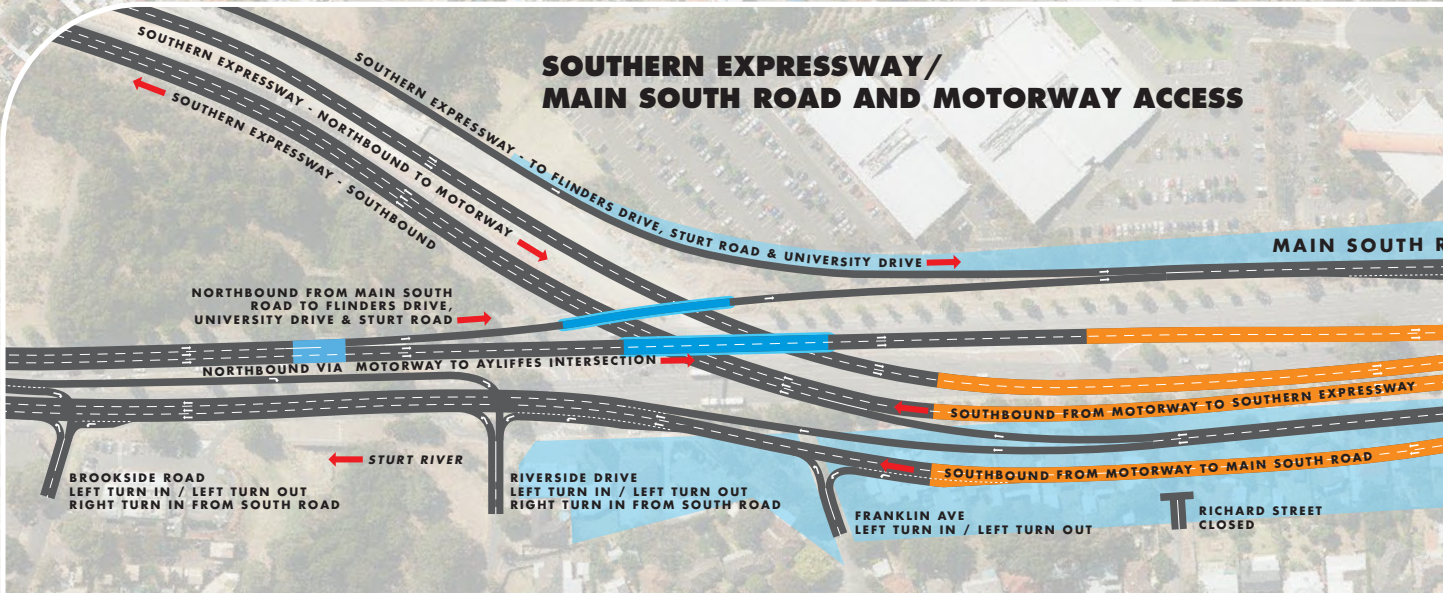 SOUTHERN EXPRESSWAY/
MAIN SOUTH ROAD AND MOTORWAY ACCESS
SOUTHERN EXPRESSWAY - TO FLINDERS DRIVE, STURT ROAD & UNIVERSITY DRIVE
SOUTHERN EXPRESSWAY - NORTHBOUND TO MOTORWAY
SOUTHERN EXPRESSWAY - SOUTHBOUND
MAIN SOUTH R
NORTHBOUND FROM MAIN SOUTH
ROAD TO FLINDERS DRIVE,
UNIVERSITY DRIVE & STURT ROAD
NORTHBOUND VIA MOTORWAY TO AYLIFFES INTERSECTION
SOUTHBOUND FROM MOTORWAY TO SOUTHERN EXPRESSWAY
SOUTHBOUND FROM MOTORWAY TO MAIN SOUTH ROAD
STURT RIVER
BROOKSIDE ROAD
LEFT TURN IN / LEFT TURN OUT
RIGHT TURN IN FROM SOUTH ROAD
RIVERSIDE DRIVE
LEFT TURN IN / LEFT TURN OUT
RIGHT TURN IN FROM SOUTH ROAD
FRANKLIN AVE
LEFT TURN IN / LEFT TURN OUT
RICHARD STREET
CLOSED